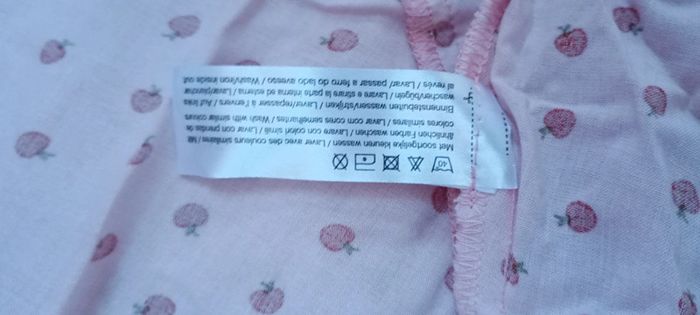 40
Met soortgelijke kleuren wassen / Laver avec des couleurs similaires / Mit
ähnlichen Farben waschen / Lavare con colori simili / Lavar con prendas de
colores similares / Lavar com cores semelhantes / Wash with similar colours
Binnenstebuiten wassen/strijken / Laver/repasser à l'envers / Auf links
waschen/bügeln / Lavare e stirare la parte interna ed esterna / Lavar/planchar
al revés / Lavar/ passar a ferro do lado avesso / Wash/iron inside out